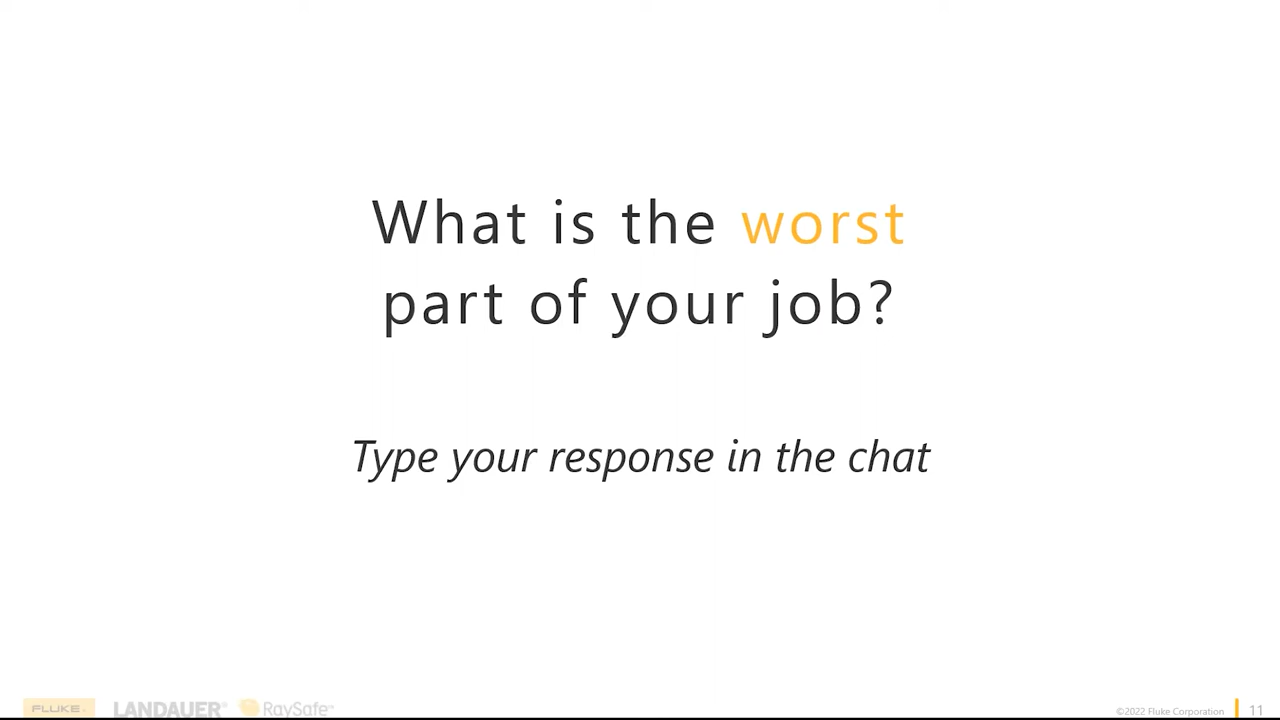 What is the worst
part of your job?
Type your response in the chat
FLUKE LANDAUER® RaySafe™ ©2022 Fluke Corporation 11